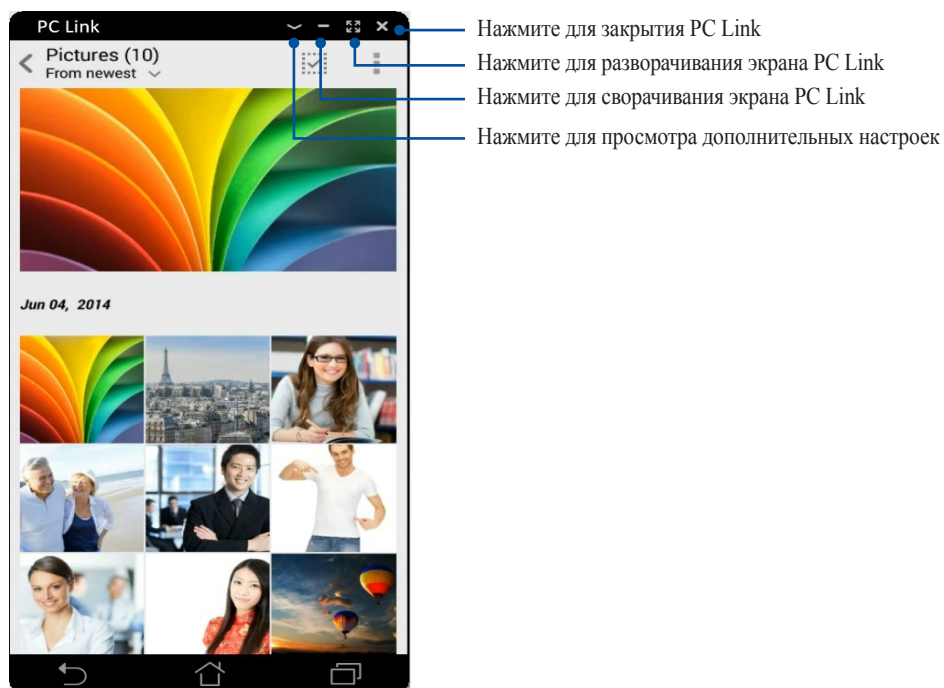 PC Link
Нажмите для закрытия PC Link
Pictures (10)
From newest
Нажмите для разворачивания экрана PC Link
Нажмите для сворачивания экрана PC Link
Нажмите для просмотра дополнительных настроек
Jun 04, 2014